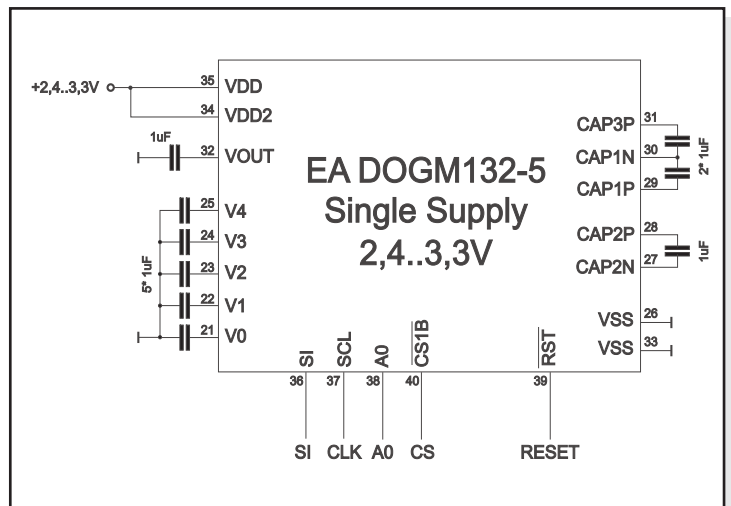 +2,4..3,3V
35 VDD
34 VDD2
1uF
32 VOUT
25 V4
24 V3
23 V2
22 V1
21 V0
5* 1uF
EA DOGM132-5
Single Supply
2,4..3,3V
CAP3P 31
CAP1N 30
CAP1P 29
2* 1uF
CAP2P 28
CAP2N 27
1uF
VSS 26
VSS 33
SI SCL A0 CS1B RST
36 37 38 40 39
SI CLK A0 CS RESET